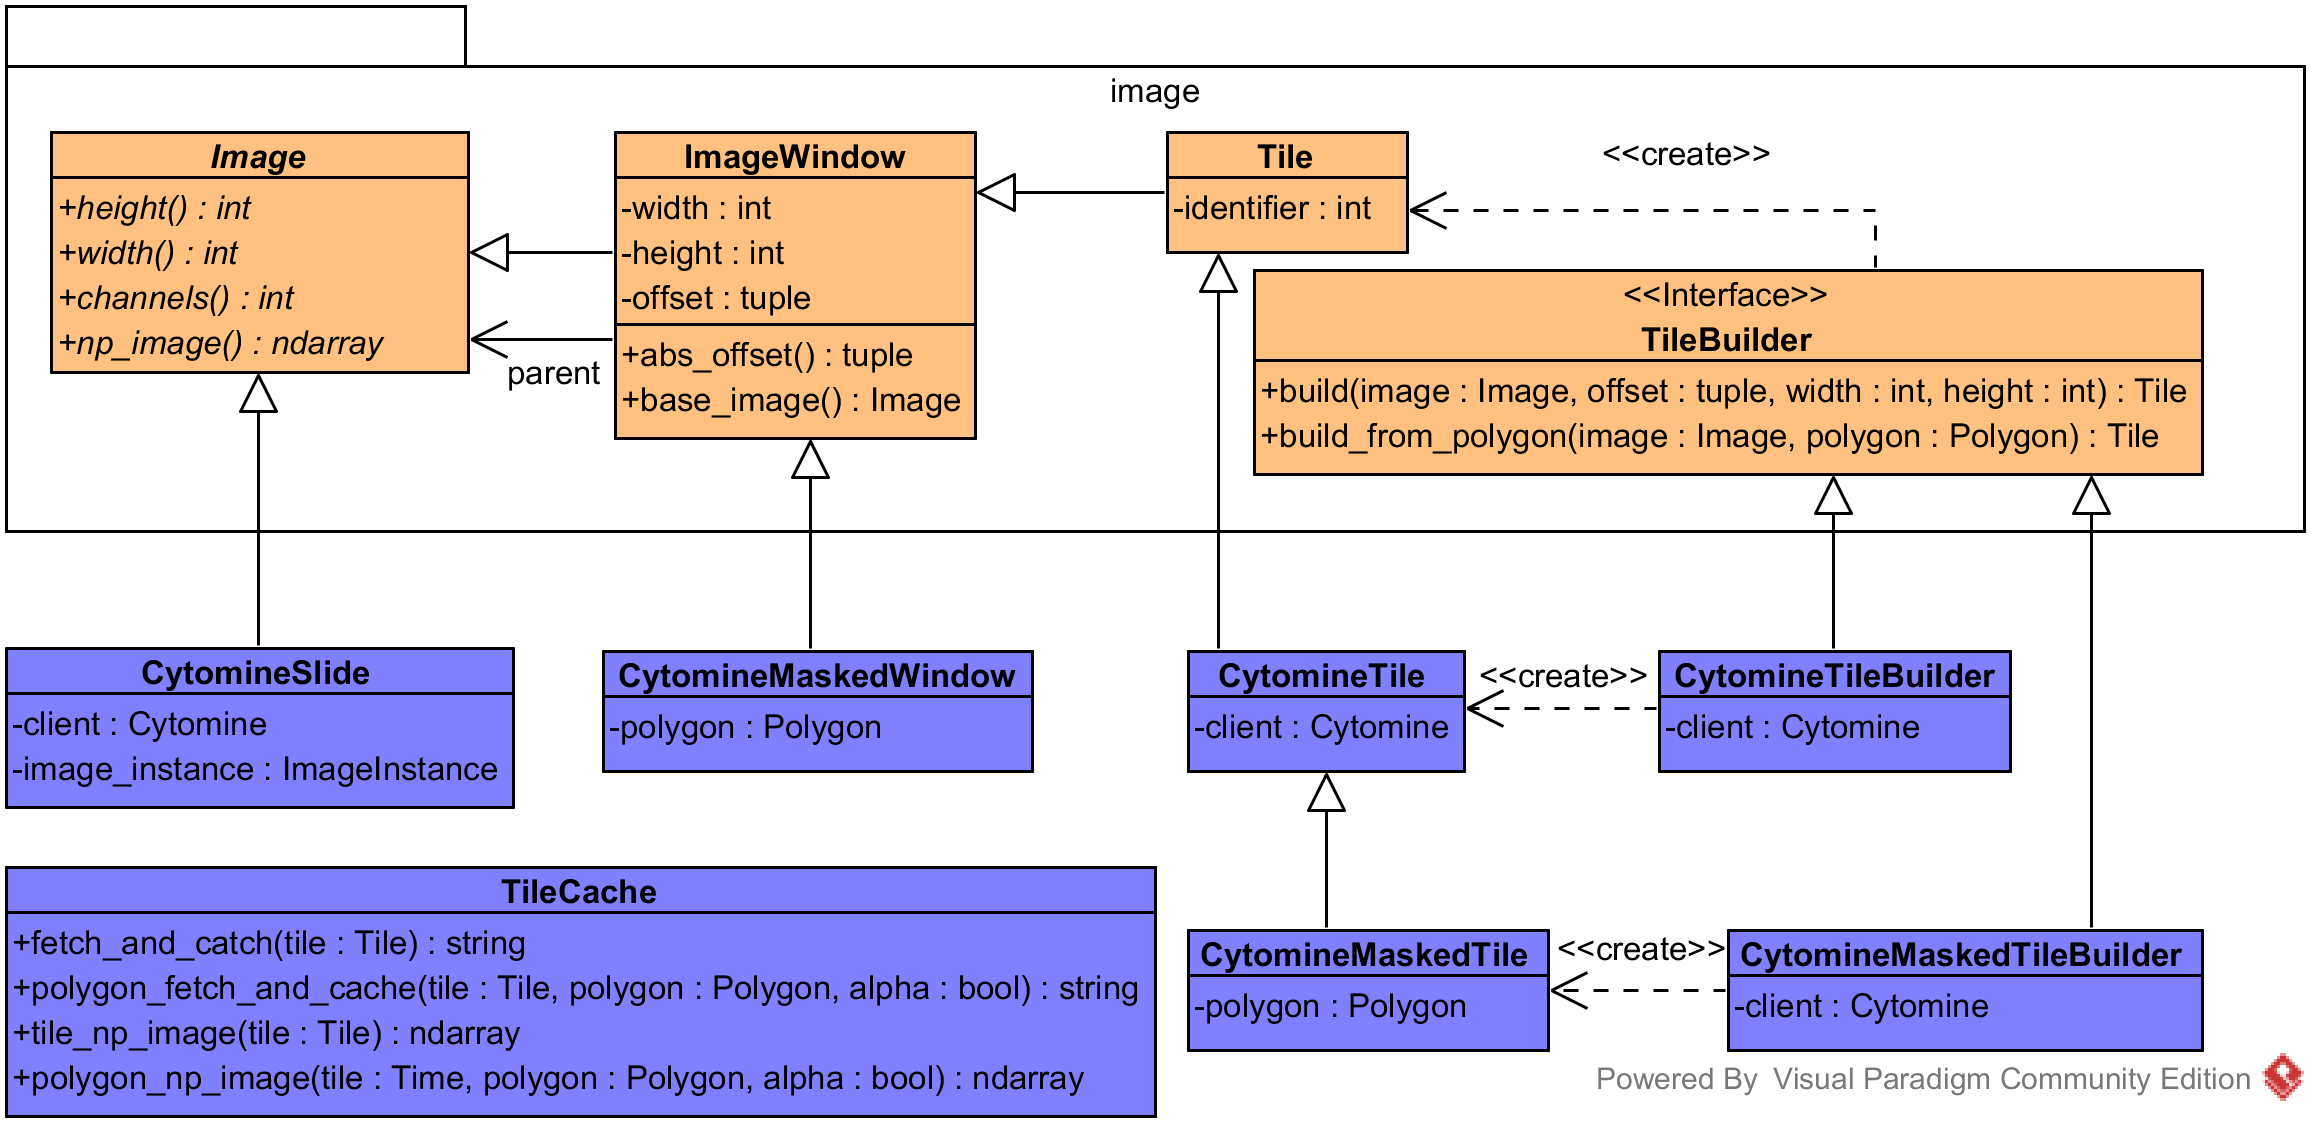 image
Image
+height() : int
+width() : int
+channels() : int
+np_image() : ndarray
parent
ImageWindow
-width : int
-height : int
-offset : tuple
+abs_offset() : tuple
+base_image() : Image
Tile
-identifier : int
<<create>>
<<Interface>>
TileBuilder
+build(image : Image, offset : tuple, width : int, height : int) : Tile
+build_from_polygon(image : Image, polygon : Polygon) : Tile
CytomineSlide
-client : Cytomine
-image_instance : ImageInstance
CytomineMaskedWindow
-polygon : Polygon
CytomineTile
-client : Cytomine
<<create>>
CytomineTileBuilder
-client : Cytomine
TileCache
+fetch_and_catch(tile : Tile) : string
+polygon_fetch_and_cache(tile : Tile, polygon : Polygon, alpha : bool) : string
+tile_np_image(tile : Tile) : ndarray
+polygon_np_image(tile : Time, polygon : Polygon, alpha : bool) : ndarray
CytomineMaskedTile
-polygon : Polygon
<<create>>
CytomineMaskedTileBuilder
-client : Cytomine
Powered By Visual Paradigm Community Edition